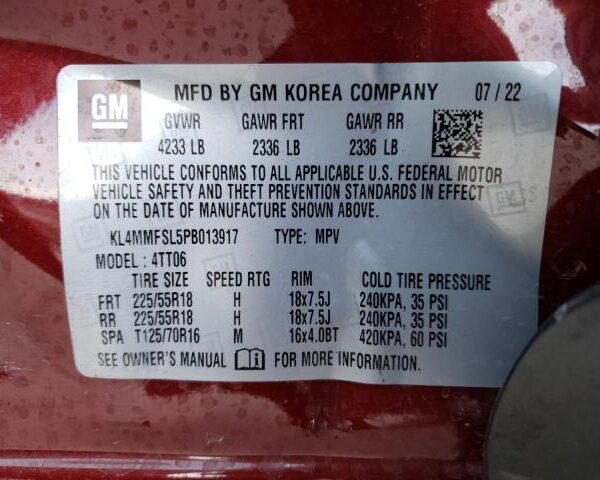 GM
MFD BY GM KOREA COMPANY 07 / 22
GVWR GAWR FRT GAWR RR
4233 LB 2336 LB 2336 LB
THIS VEHICLE CONFORMS TO ALL APPLICABLE U.S. FEDERAL MOTOR
VEHICLE SAFETY AND THEFT PREVENTION STANDARDS IN EFFECT
ON THE DATE OF MANUFACTURE SHOWN ABOVE.
KL4MMFSL5PB013917 TYPE: MPV
MODEL : 4TT06
TIRE SIZE SPEED RTG RIM COLD TIRE PRESSURE
FRT 225/55R18 H 18x7.5J 240KPA, 35 PSI
RR 225/55R18 H 18x7.5J 240KPA, 35 PSI
SPA T125/70R16 M 16x4.0BT 420KPA, 60 PSI
SEE OWNER'S MANUAL FOR MORE INFORMATION.